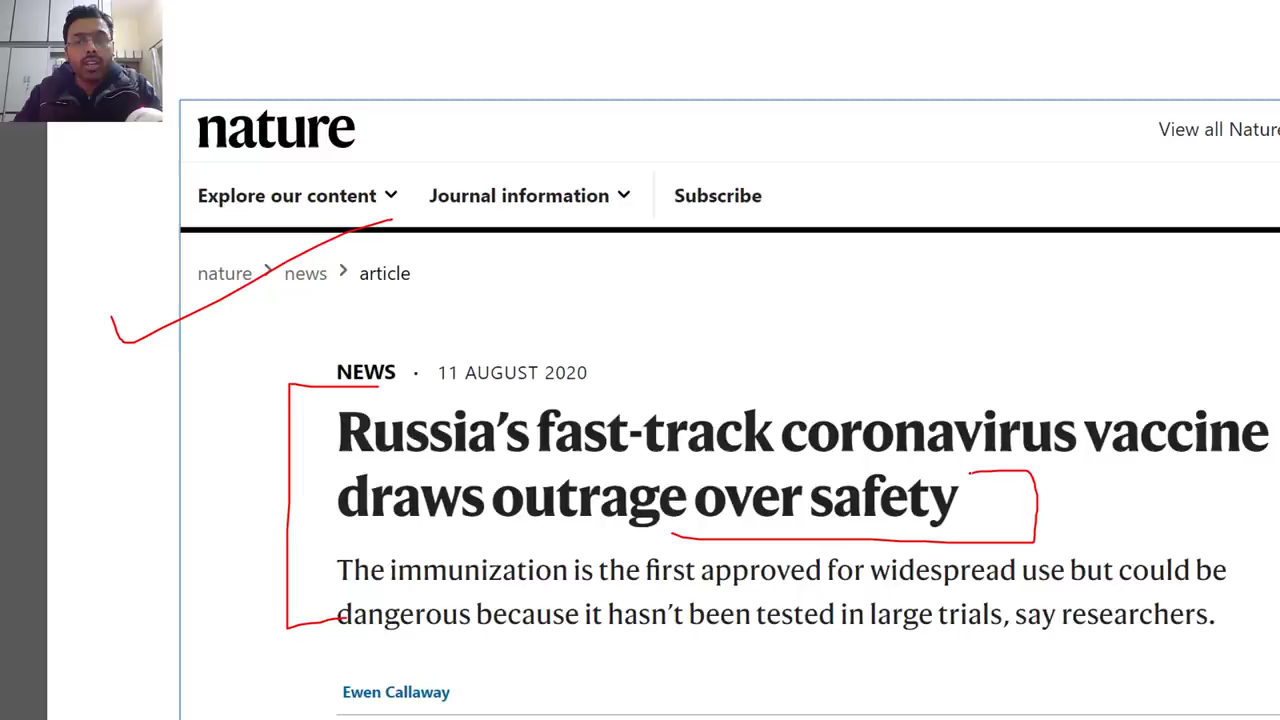 nature
View all Nature
Explore our content
Journal information
Subscribe
nature > news > article
NEWS · 11 AUGUST 2020
Russia's fast-track coronavirus vaccine
draws outrage over safety
The immunization is the first approved for widespread use but could be
dangerous because it hasn't been tested in large trials, say researchers.
Ewen Callaway